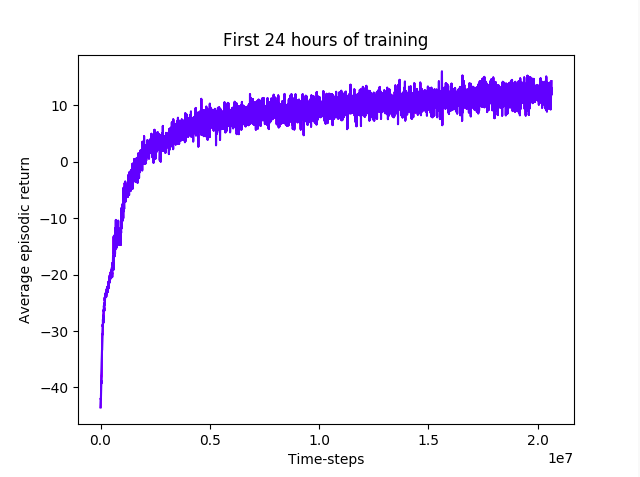 First 24 hours of training
Average episodic return
10
0
−10
−20
−30
−40
0.0 0.5 1.0 1.5 2.0
1e7
Time-steps